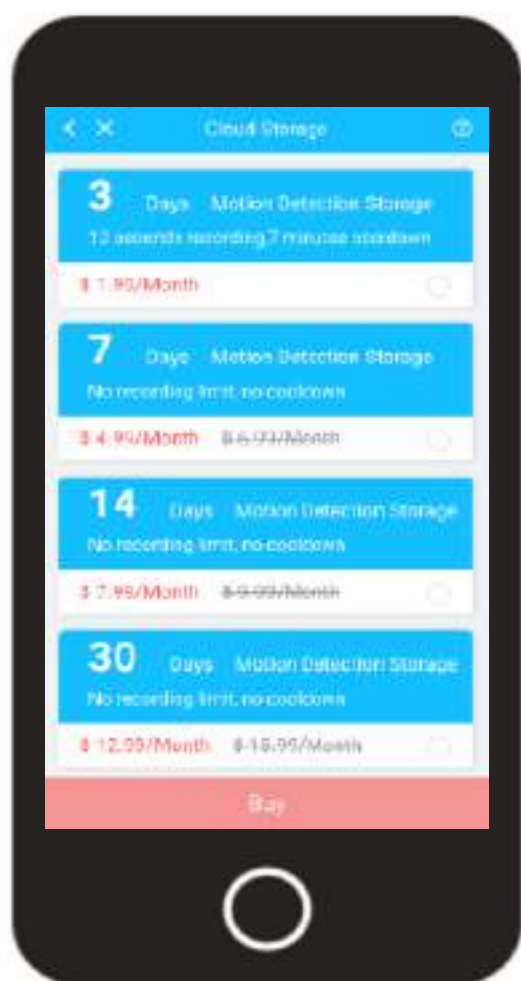 Cloud Storage
3 Days Motion Detection Storage
12 seconds recording,7 minutes cooldown
$ 1.99/Month
7 Days Motion Detection Storage
No recording limit, no cooldown
$ 4.99/Month $ 6.99/Month
14 Days Motion Detection Storage
No recording limit, no cooldown
$ 7.99/Month $ 9.99/Month
30 Days Motion Detection Storage
No recording limit, no cooldown
$ 12.99/Month $ 15.99/Month
Buy